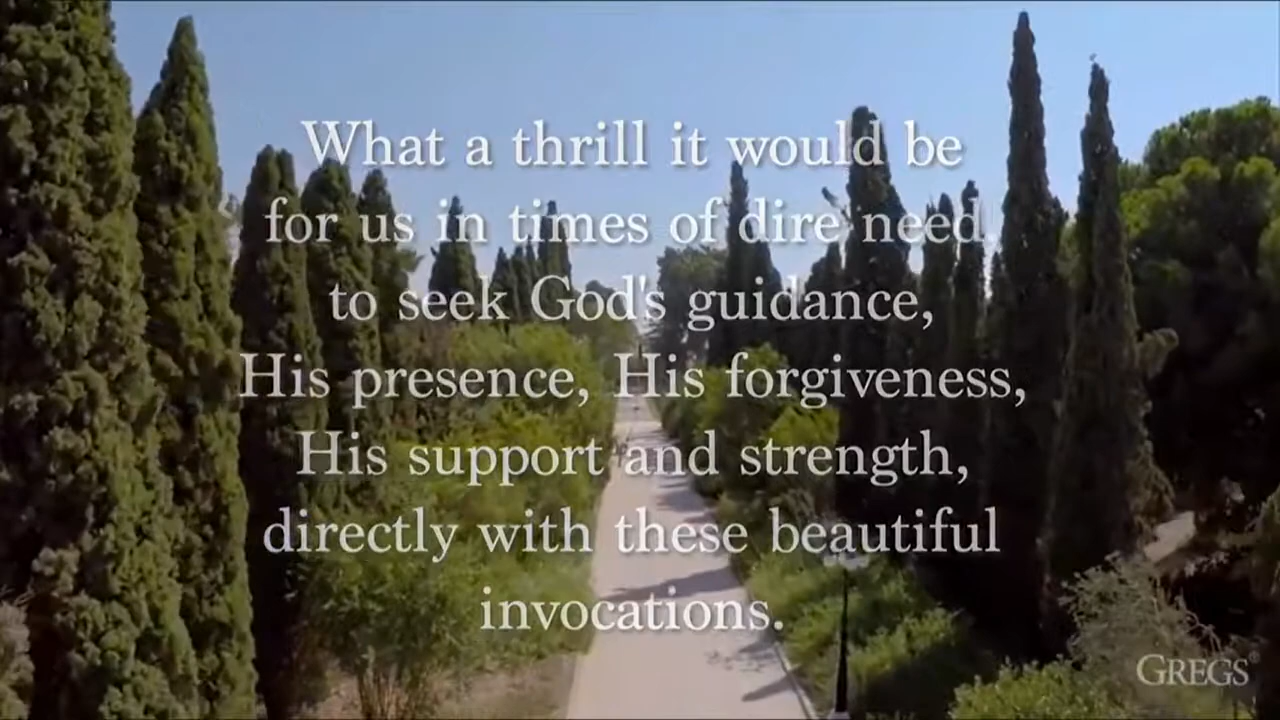 What a thrill it would be
for us in times of dire need
to seek God's guidance,
His presence, His forgiveness,
His support and strength,
directly with these beautiful
invocations.
GREGS®